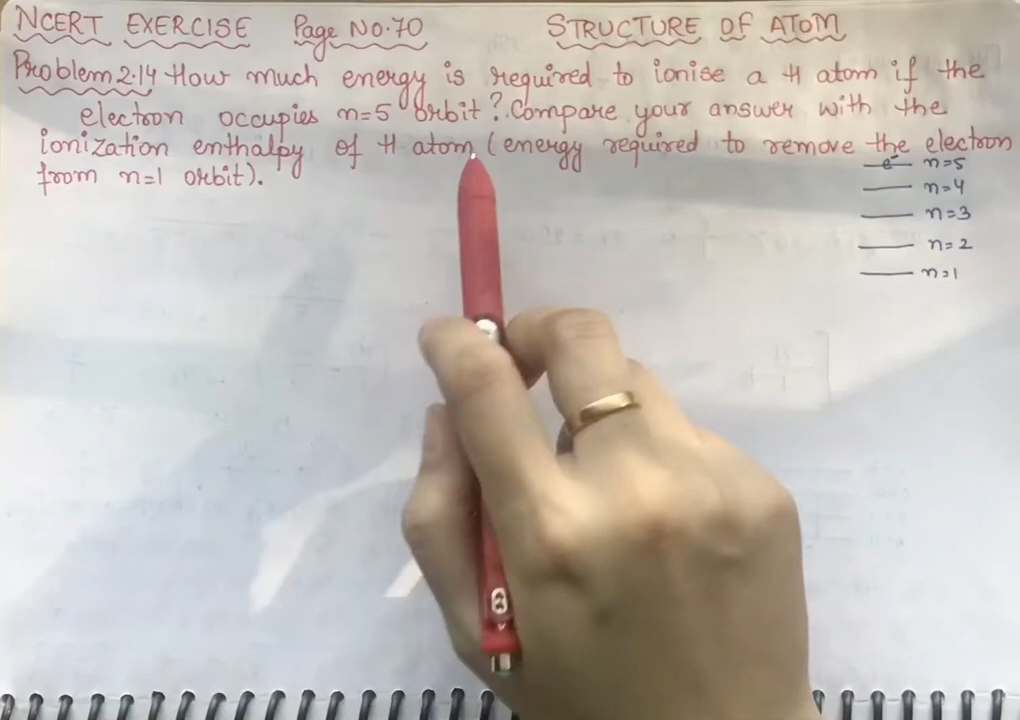 NCERT EXERCISE Page No.70 STRUCTURE OF ATOM
Problem 2.14 How much energy is required to ionise a H atom if the
electron occupies n=5 orbit? Compare your answer with the
ionization enthalpy of H atom (energy required to remove the electron
from n=1 orbit).
e⁻ n=5
n=4
n=3
n=2
n=1